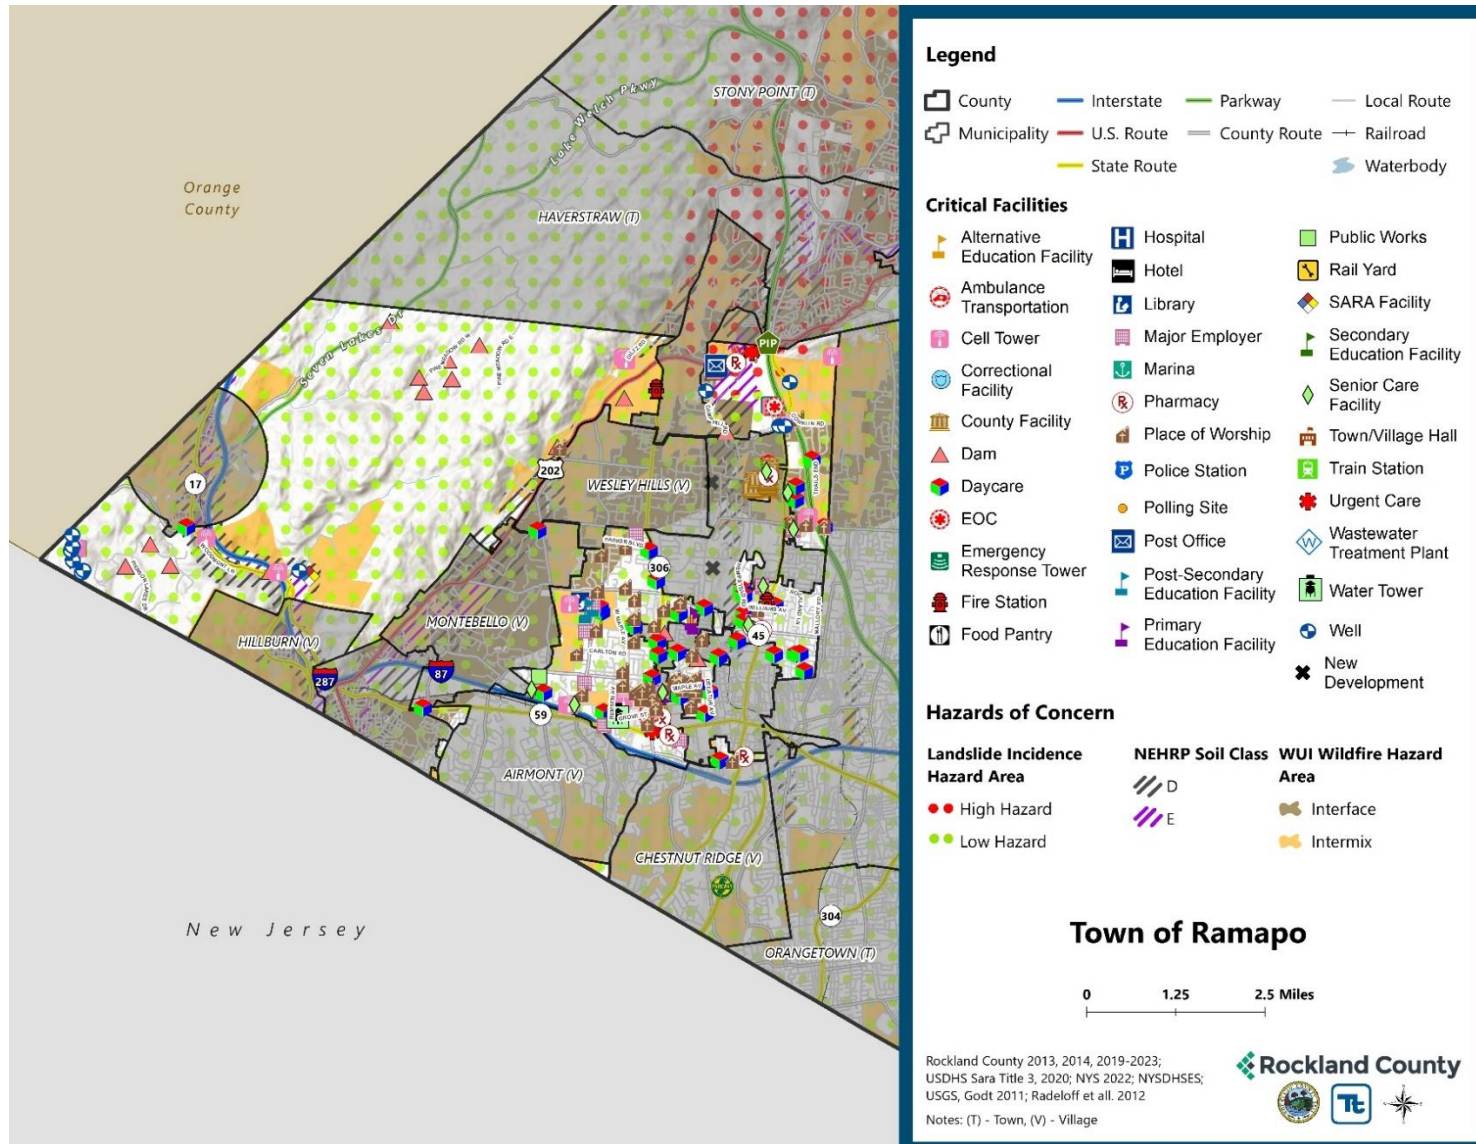 Orange
County
Lake Welch Pkwy
STONY POINT (T)
HAVERSTRAW (T)
Seven Lakes Dr
PIP
17
202
WESLEY HILLS (V)
306
MONTEBELLO (V)
CARLTON RD
45
HILLBURN (V)
287
87
MAPLE AV
59
GROVE ST
AIRMONT (V)
CHESTNUT RIDGE (V)
304
ORANGETOWN (T)
New Jersey
Legend
County
Interstate
Parkway
Local Route
Municipality
U.S. Route
County Route
Railroad
State Route
Waterbody
Critical Facilities
Alternative
Education Facility
Ambulance
Transportation
Cell Tower
Correctional
Facility
County Facility
Dam
Daycare
EOC
Emergency
Response Tower
Fire Station
Food Pantry
Hospital
Hotel
Library
Major Employer
Marina
Pharmacy
Place of Worship
Police Station
Polling Site
Post Office
Post-Secondary
Education Facility
Primary
Education Facility
Public Works
Rail Yard
SARA Facility
Secondary
Education Facility
Senior Care
Facility
Town/Village Hall
Train Station
Urgent Care
Wastewater
Treatment Plant
Water Tower
Well
New
Development
Hazards of Concern
Landslide Incidence
Hazard Area
High Hazard
Low Hazard
NEHRP Soil Class
D
E
WUI Wildfire Hazard
Area
Interface
Intermix
Town of Ramapo
0 1.25 2.5 Miles
Rockland County 2013, 2014, 2019-2023;
USDHS Sara Title 3, 2020; NYS 2022; NYSDHSES;
USGS, Godt 2011; Radeloff et all. 2012
Notes: (T) - Town, (V) - Village
Rockland County
Tt